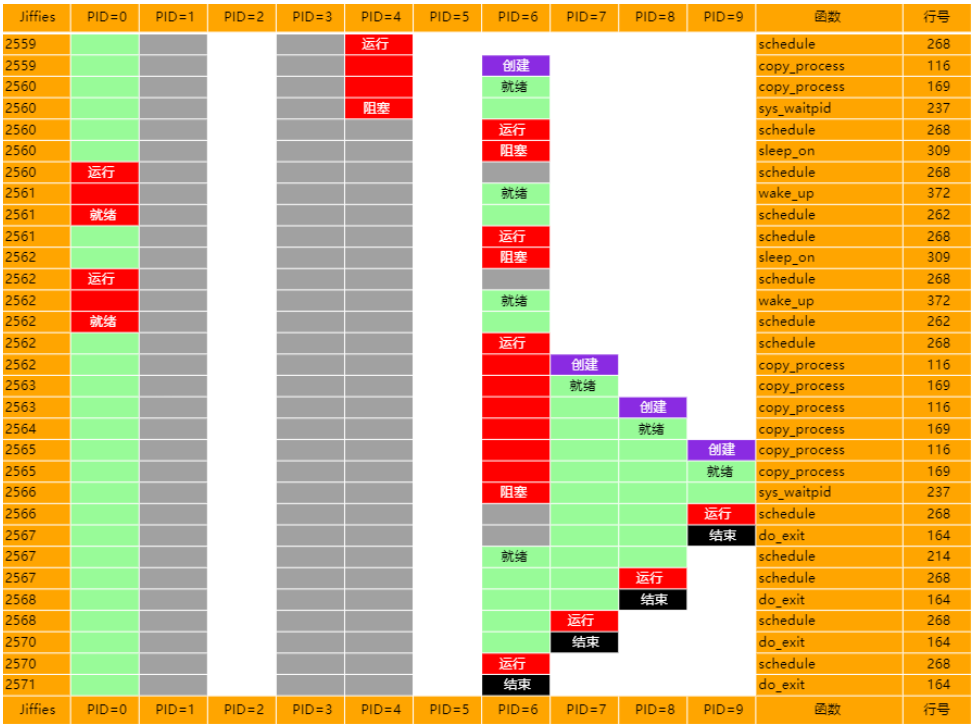 Jiffies PID=0 PID=1 PID=2 PID=3 PID=4 PID=5 PID=6 PID=7 PID=8 PID=9 函数 行号
2559 运行 schedule 268
2559 创建 copy_process 116
2560 就绪 copy_process 169
2560 阻塞 sys_waitpid 237
2560 运行 schedule 268
2560 阻塞 sleep_on 309
2560 运行 schedule 268
2561 就绪 wake_up 372
2561 就绪 schedule 262
2561 运行 schedule 268
2562 阻塞 sleep_on 309
2562 运行 schedule 268
2562 就绪 wake_up 372
2562 就绪 schedule 262
2562 运行 schedule 268
2562 创建 copy_process 116
2563 就绪 copy_process 169
2563 创建 copy_process 116
2564 就绪 copy_process 169
2565 创建 copy_process 116
2565 就绪 copy_process 169
2566 阻塞 sys_waitpid 237
2566 运行 schedule 268
2567 结束 do_exit 164
2567 就绪 schedule 214
2567 运行 schedule 268
2568 结束 do_exit 164
2568 运行 schedule 268
2570 结束 do_exit 164
2570 运行 schedule 268
2571 结束 do_exit 164
Jiffies PID=0 PID=1 PID=2 PID=3 PID=4 PID=5 PID=6 PID=7 PID=8 PID=9 函数 行号